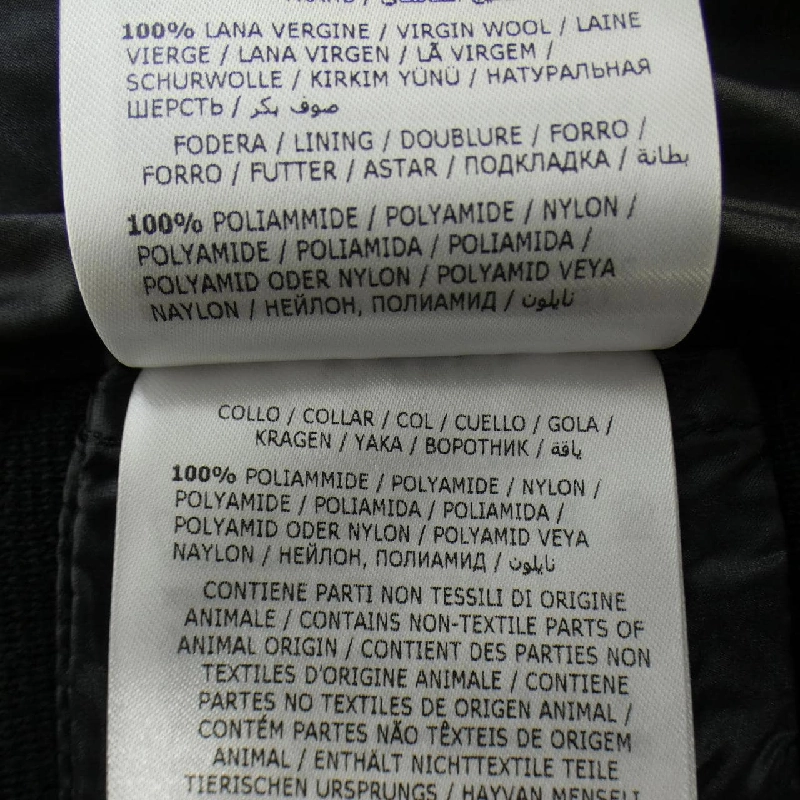 100% LANA VERGINE / VIRGIN WOOL / LAINE
VIERGE / LANA VIRGEN / LÃ VIRGEM /
SCHURWOLLE / KIRKIM YÜNÜ / НАТУРАЛЬНАЯ
ШЕРСТЬ / صوف بكر
FODERA / LINING / DOUBLURE / FORRO /
FORRO / FUTTER / ASTAR / ПОДКЛАДКА / بطانة
100% POLIAMMIDE / POLYAMIDE / NYLON /
POLYAMIDE / POLIAMIDA / POLIAMIDA /
POLYAMID ODER NYLON / POLYAMID VEYA
NAYLON / НЕЙЛОН, ПОЛИАМИД / نايلون
COLLO / COLLAR / COL / CUELLO / GOLA /
KRAGEN / YAKA / ВОРОТНИК / ياقة
100% POLIAMMIDE / POLYAMIDE / NYLON /
POLYAMIDE / POLIAMIDA / POLIAMIDA /
POLYAMID ODER NYLON / POLYAMID VEYA
NAYLON / НЕЙЛОН, ПОЛИАМИД / نايلون
CONTIENE PARTI NON TESSILI DI ORIGINE
ANIMALE / CONTAINS NON-TEXTILE PARTS OF
ANIMAL ORIGIN / CONTIENT DES PARTIES NON
TEXTILES D'ORIGINE ANIMALE / CONTIENE
PARTES NO TEXTILES DE ORIGEN ANIMAL /
CONTÉM PARTES NÃO TÊXTEIS DE ORIGEM
ANIMAL / ENTHÄLT NICHTTEXTILE TEILE
TIERISCHEN URSPRUNGS / HAYVAN MENŞELİ